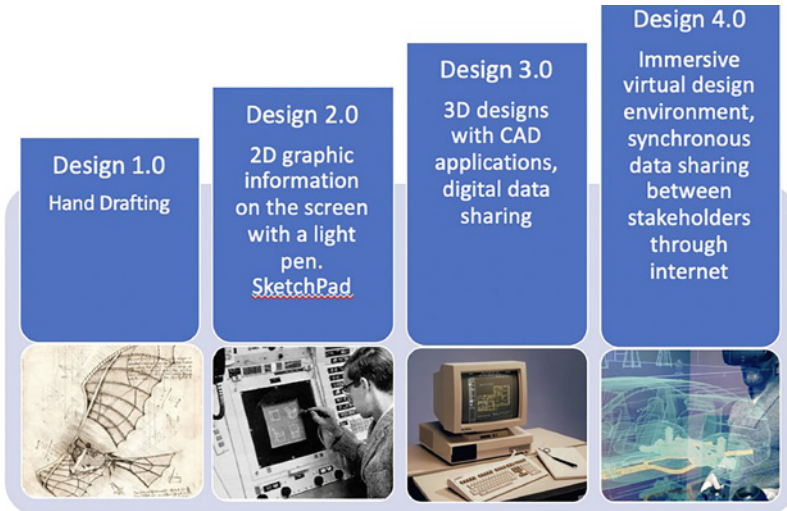 Design 1.0
Hand Drafting
Design 2.0
2D graphic
information
on the screen
with a light
pen.
SketchPad
Design 3.0
3D designs
with CAD
applications,
digital data
sharing
Design 4.0
Immersive
virtual design
environment,
synchronous
data sharing
between
stakeholders
through
internet